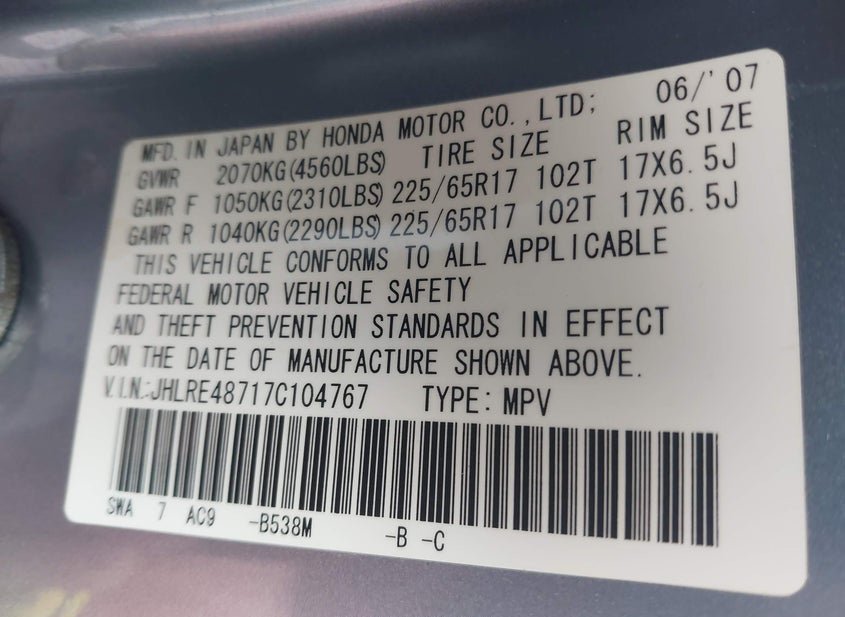 MFD. IN JAPAN BY HONDA MOTOR CO.,LTD; 06/'07
GVWR 2070KG(4560LBS) TIRE SIZE RIM SIZE
GAWR F 1050KG(2310LBS) 225/65R17 102T 17X6.5J
GAWR R 1040KG(2290LBS) 225/65R17 102T 17X6.5J
THIS VEHICLE CONFORMS TO ALL APPLICABLE
FEDERAL MOTOR VEHICLE SAFETY
AND THEFT PREVENTION STANDARDS IN EFFECT
ON THE DATE OF MANUFACTURE SHOWN ABOVE.
V.I.N.:JHLRE48717C104767 TYPE: MPV
SWA 7 AC9 -B538M -B -C